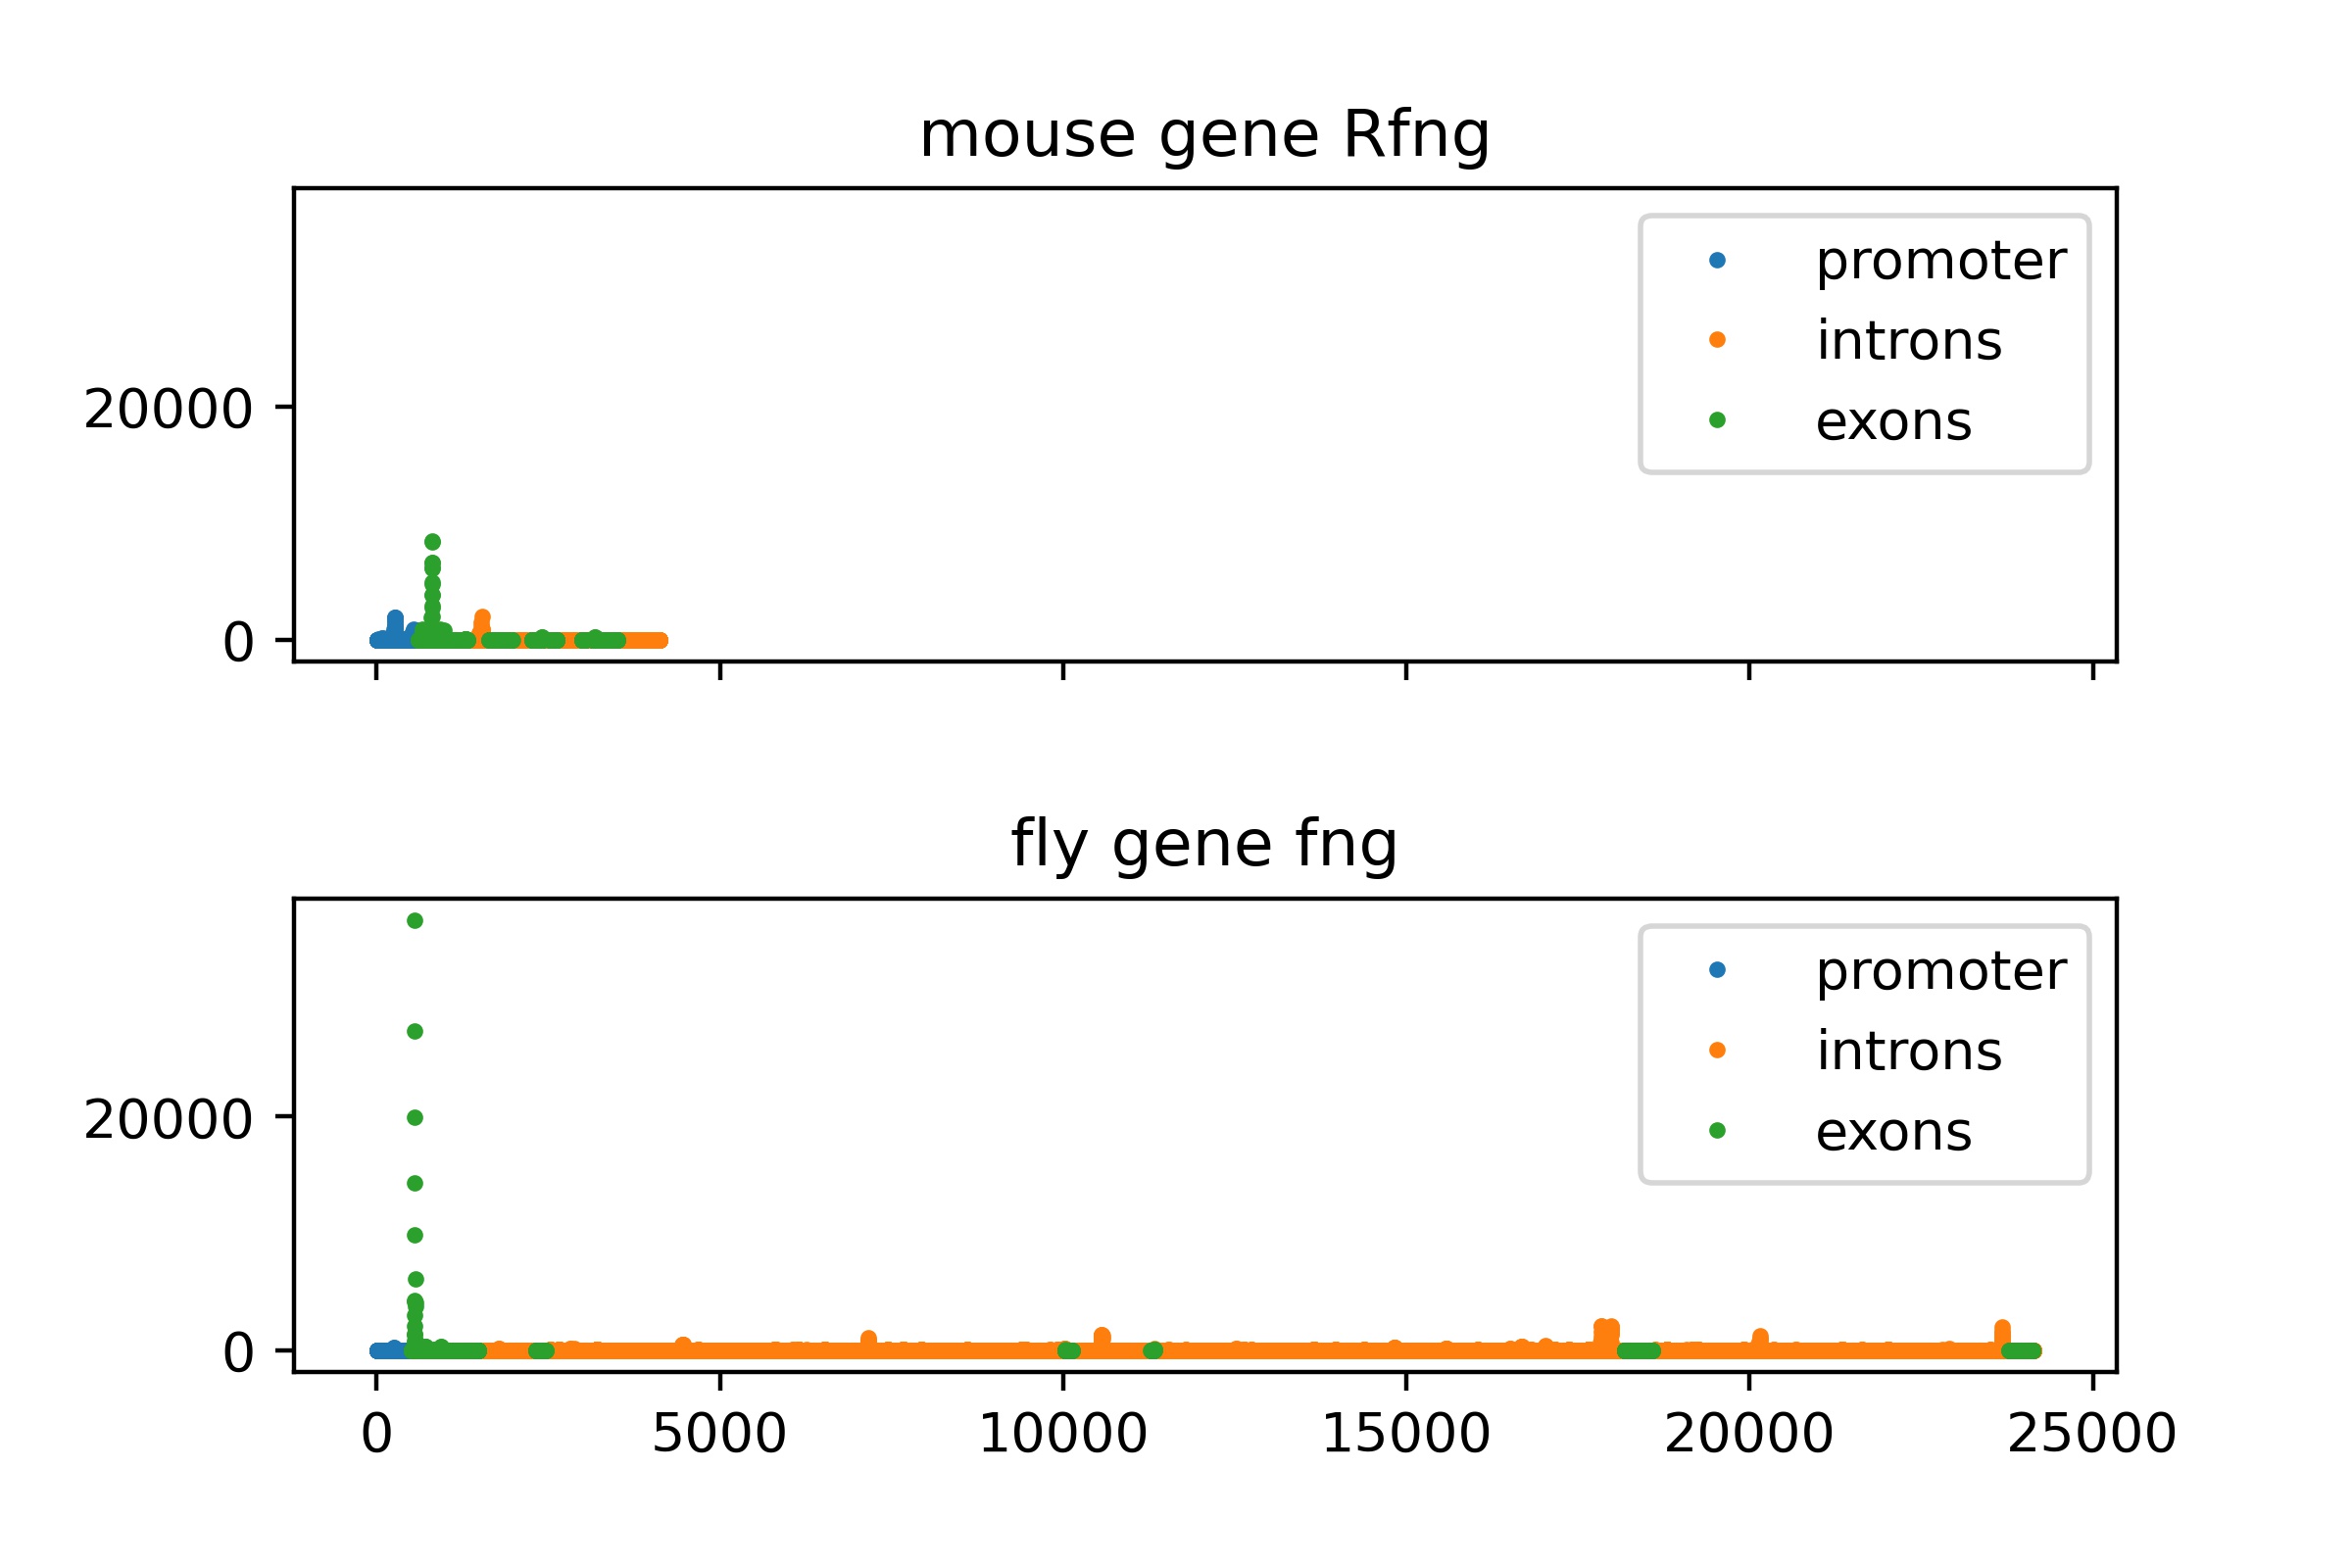 mouse gene Rfng
promoter
introns
exons
20000
0
fly gene fng
promoter
introns
exons
20000
0
0 5000 10000 15000 20000 25000